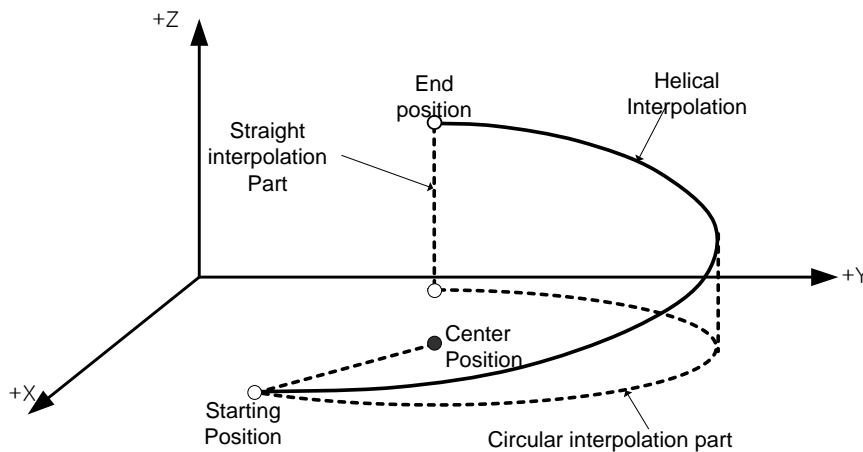 +Z
End
position
Helical
Interpolation
Straight
interpolation
Part
+Y
Center
Position
+X
Starting
Position
Circular interpolation part